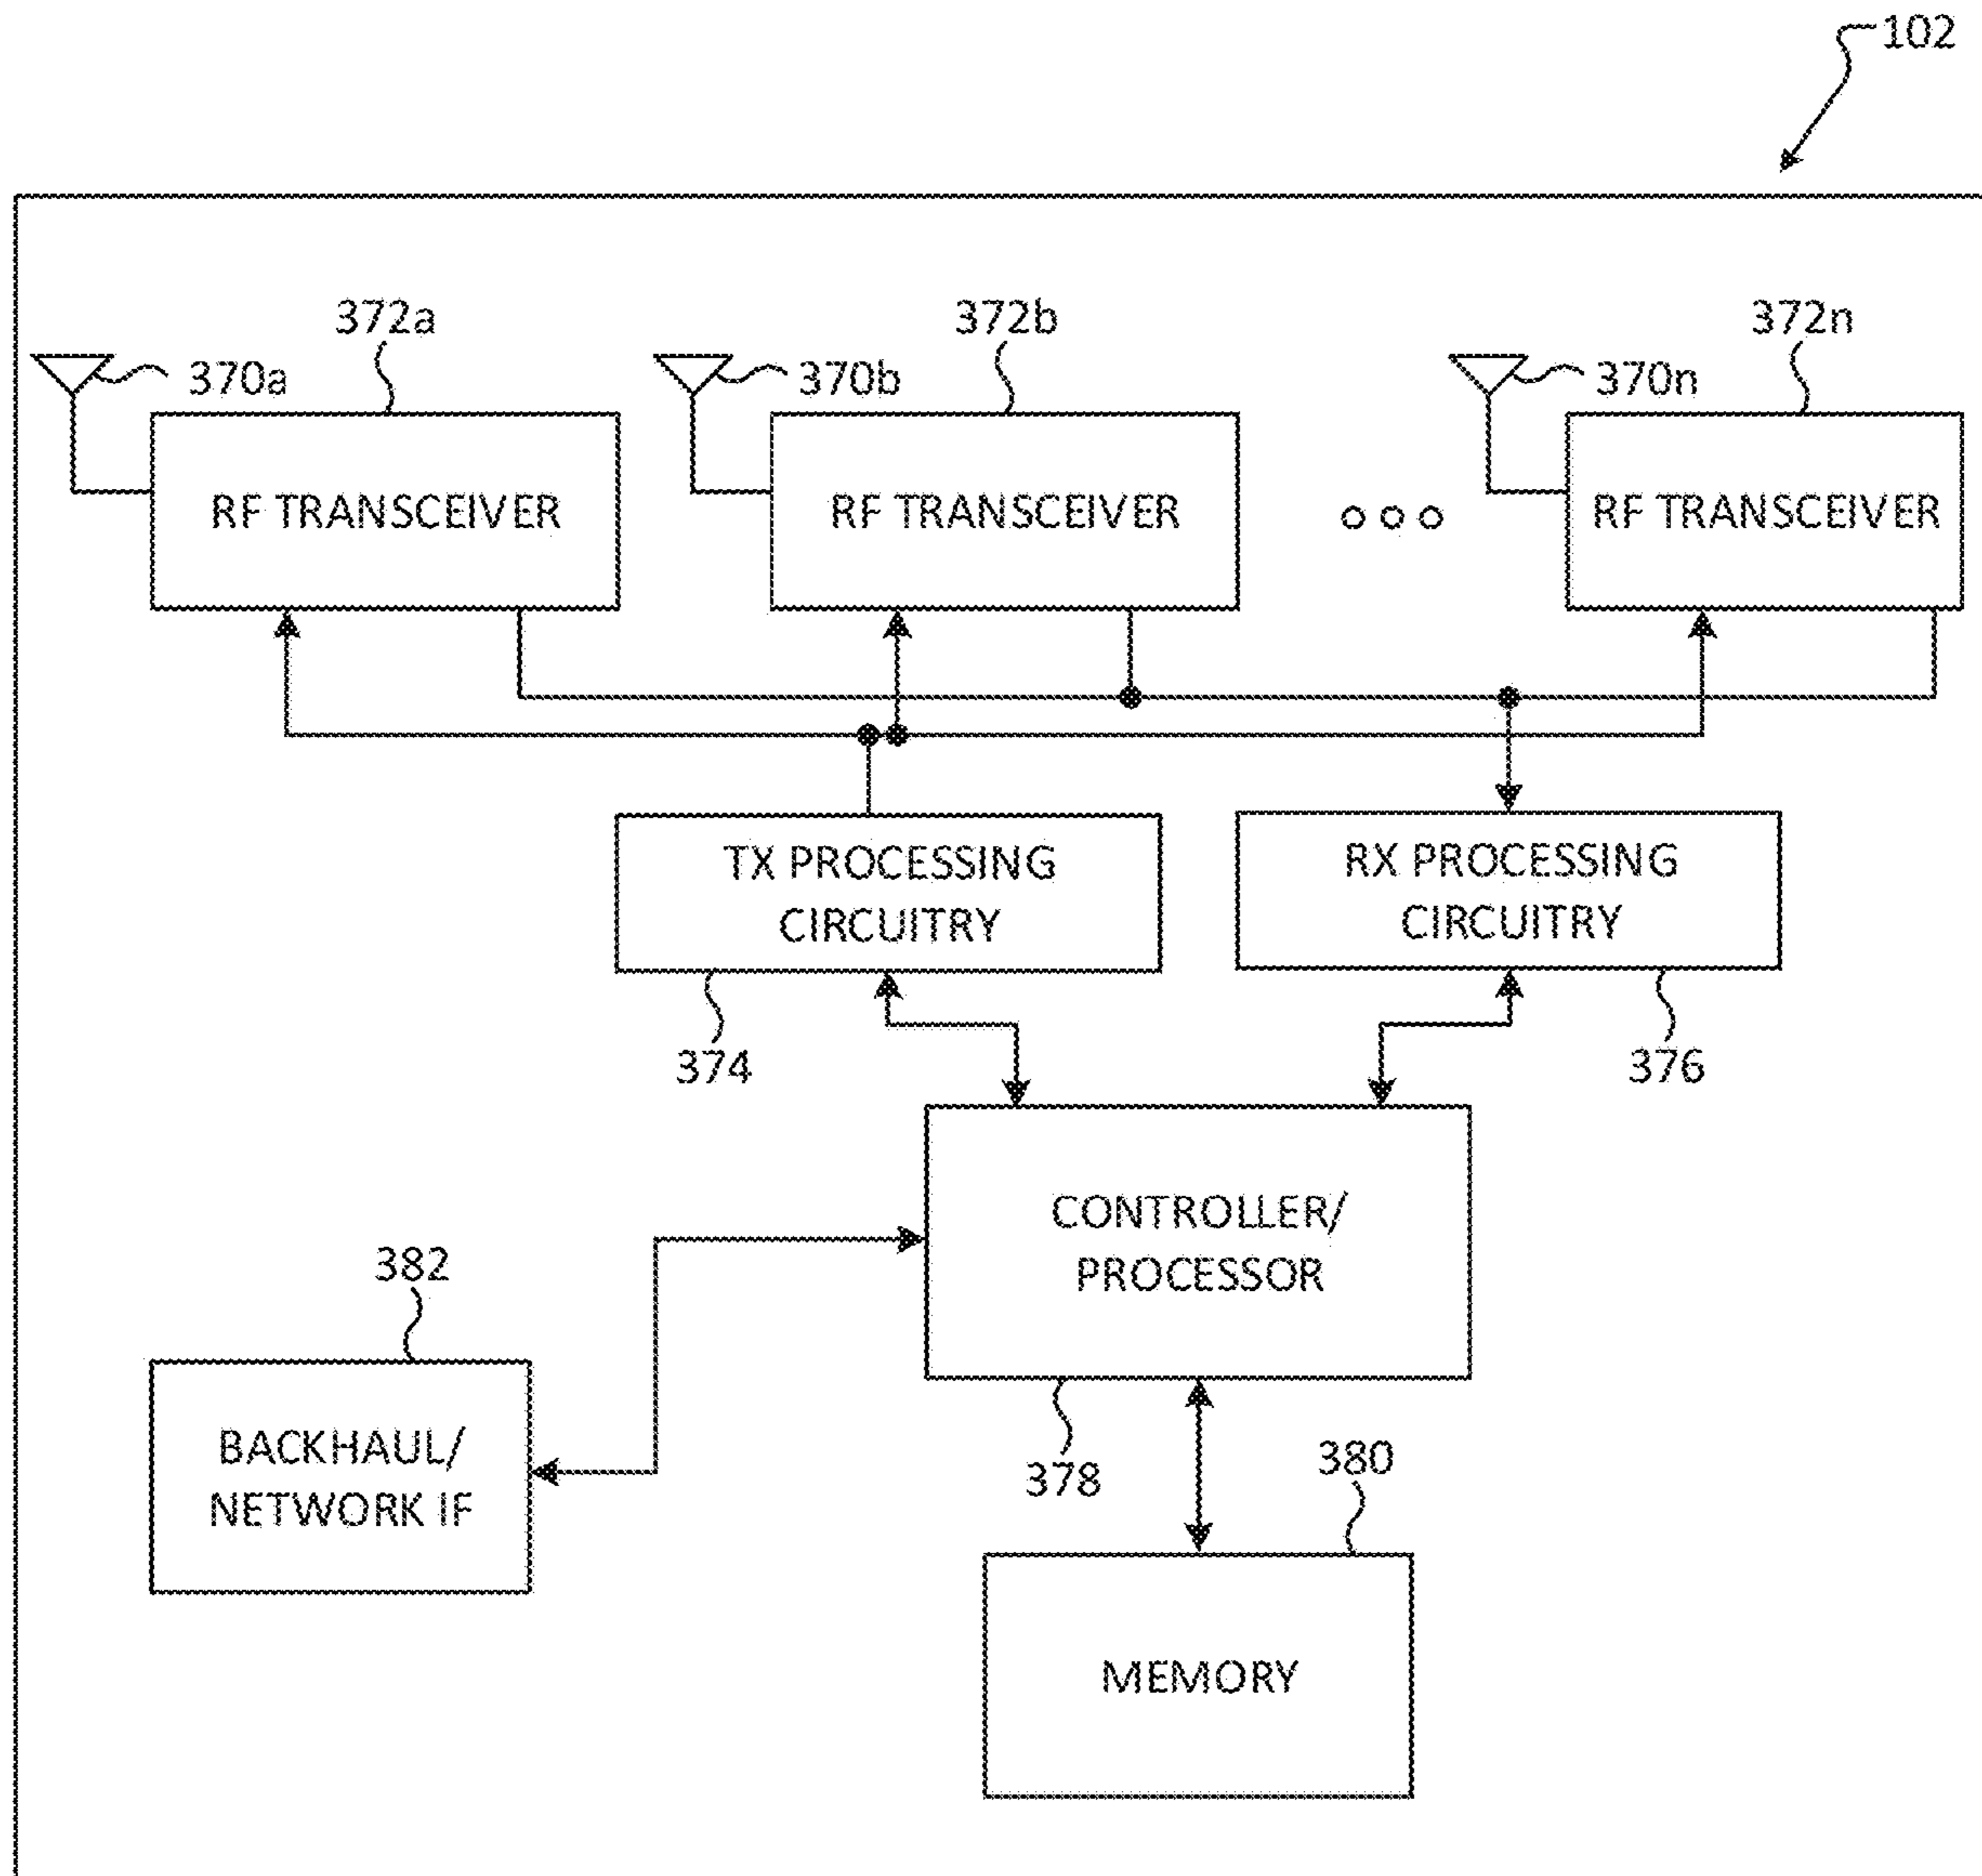 102
372a
372b
372n
370a
370b
370n
RF TRANSCEIVER
RF TRANSCEIVER
RF TRANSCEIVER
TX PROCESSING
CIRCUITRY
RX PROCESSING
CIRCUITRY
374
376
CONTROLLER/
PROCESSOR
382
BACKHAUL/
NETWORK IF
378
380
MEMORY